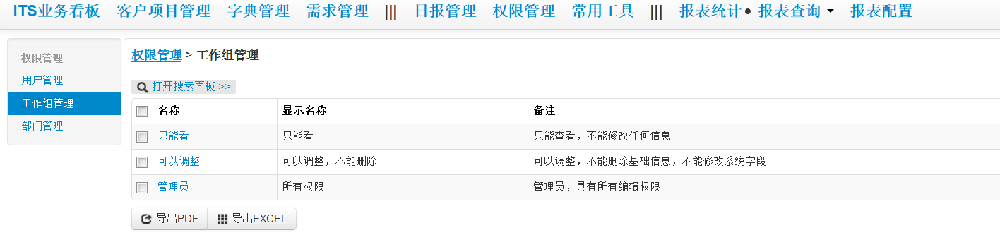 ITS业务看板 客户项目管理 字典管理 需求管理 ||| 日报管理 权限管理 常用工具 ||| 报表统计 ● 报表查询 报表配置
权限管理
用户管理
工作组管理
部门管理
权限管理 > 工作组管理
打开搜索面板 >>
名称 显示名称 备注
只能看 只能看 只能查看，不能修改任何信息
可以调整 可以调整，不能删除 可以调整，不能删除基础信息，不能修改系统字段
管理员 所有权限 管理员，具有所有编辑权限
导出PDF 导出EXCEL